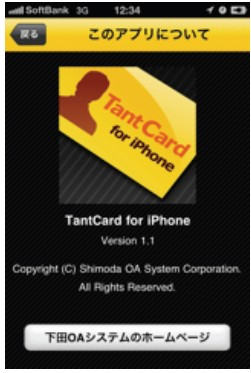 SoftBank 3G 12:34
戻る このアプリについて
TantCard
for iPhone
TantCard for iPhone
Version 1.1
Copyright (C) Shimoda OA System Corporation.
All Rights Reserved.
下田OAシステムのホームページ